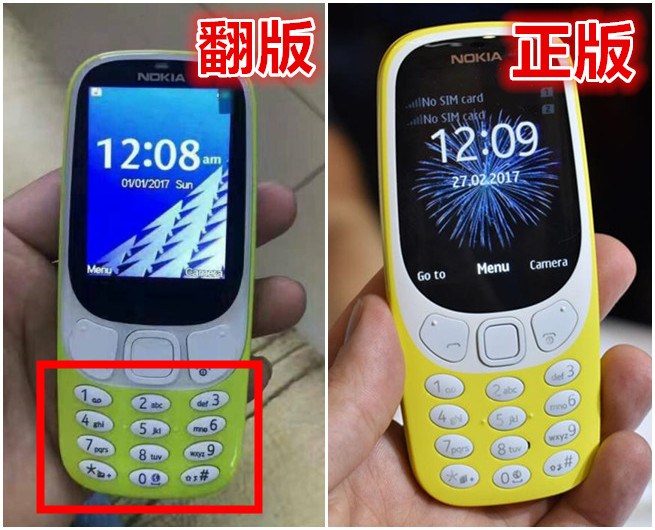 翻版
NOKIA
12:08 am
01/01/2017 Sun
Menu
Camera
1
2 abc
def 3
4 ghi
5 jkl
mno 6
7 pqrs
8 tuv
wxyz 9
*
0
#
正版
NOKIA
No SIM card 1
No SIM card 2
12:09
27.02.2017
Go to Menu Camera
1
2 abc
def 3
4 ghi
5 jkl
mno 6
7 pqrs
8 tuv
wxyz 9
*
0
#